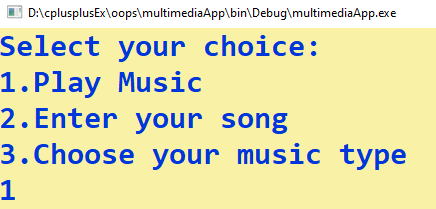 D:\cplusplusEx\oops\multimediaApp\bin\Debug\multimediaApp.exe
Select your choice:
1.Play Music
2.Enter your song
3.Choose your music type
1